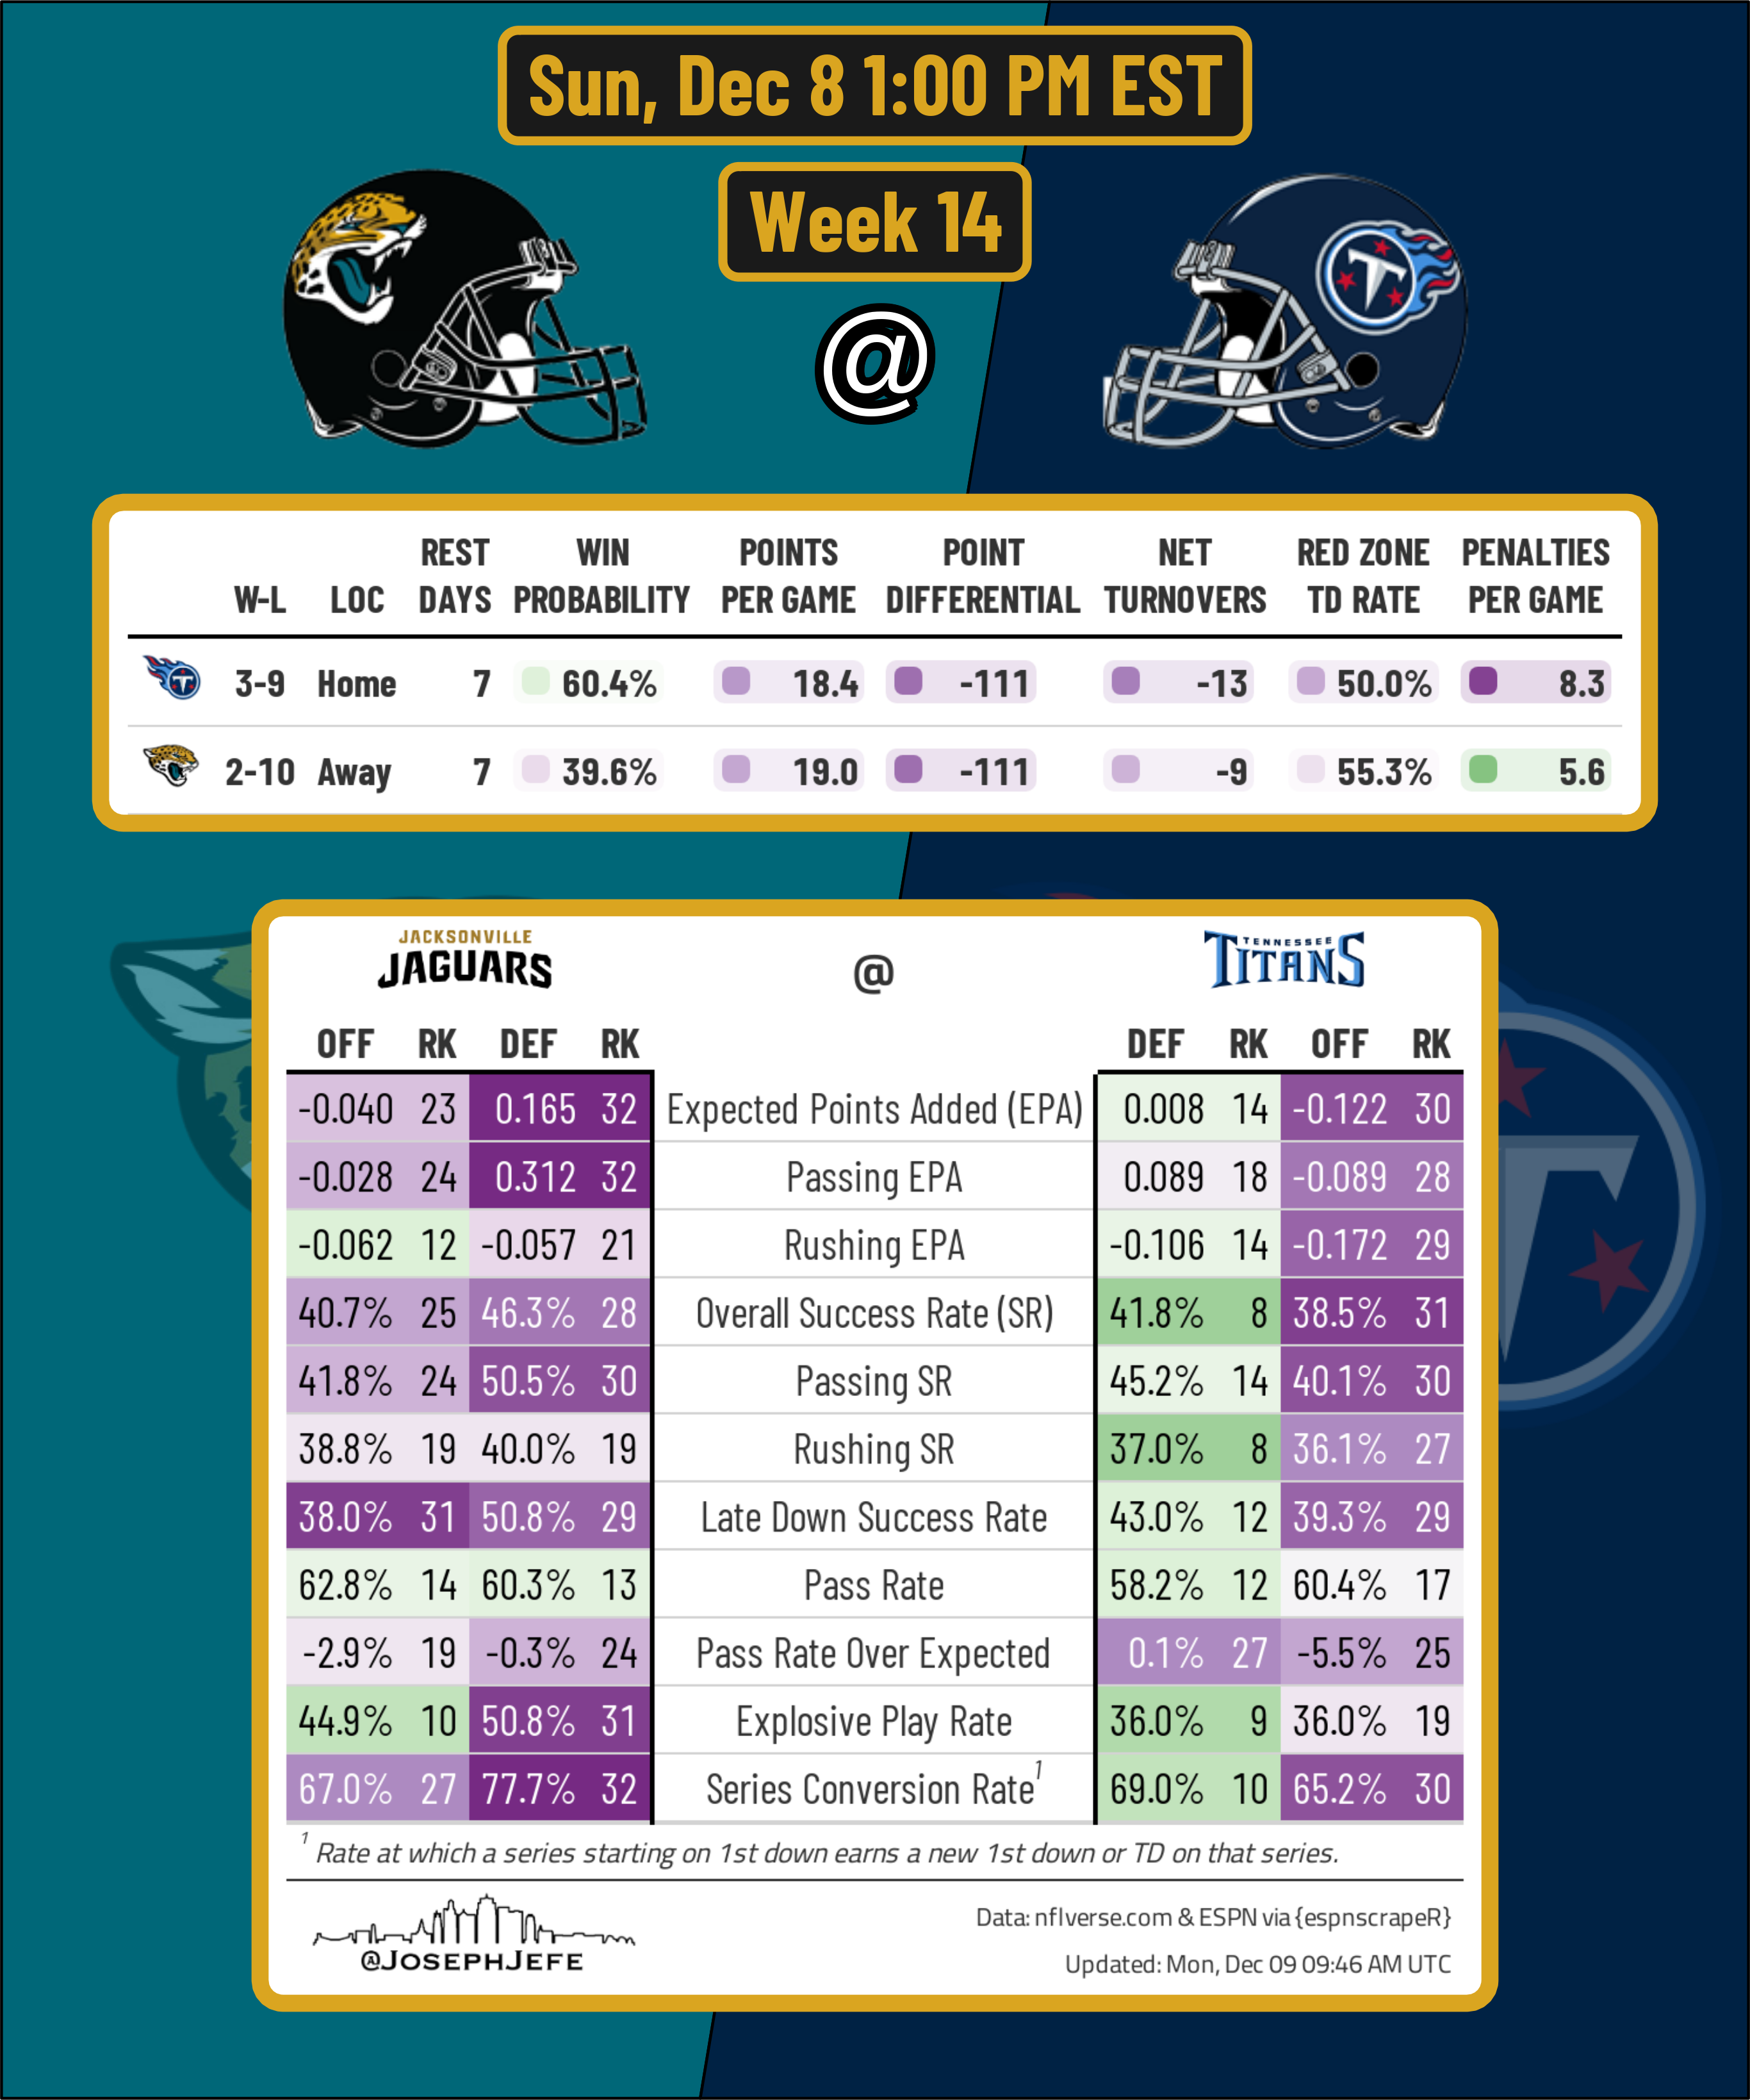 Sun, Dec 8 1:00 PM EST
Week 14
@
REST WIN POINTS POINT NET RED ZONE PENALTIES
W-L LOC DAYS PROBABILITY PER GAME DIFFERENTIAL TURNOVERS TD RATE PER GAME
T 3-9 Home 7 60.4% 18.4 -111 -13 50.0% 8.3
2-10 Away 7 39.6% 19.0 -111 -9 55.3% 5.6
JACKSONVILLE JAGUARS @ TENNESSEE TITANS
OFF RK DEF RK DEF RK OFF RK
-0.040 23 0.165 32 Expected Points Added (EPA) 0.008 14 -0.122 30
-0.028 24 0.312 32 Passing EPA 0.089 18 -0.089 28
-0.062 12 -0.057 21 Rushing EPA -0.106 14 -0.172 29
40.7% 25 46.3% 28 Overall Success Rate (SR) 41.8% 8 38.5% 31
41.8% 24 50.5% 30 Passing SR 45.2% 14 40.1% 30
38.8% 19 40.0% 19 Rushing SR 37.0% 8 36.1% 27
38.0% 31 50.8% 29 Late Down Success Rate 43.0% 12 39.3% 29
62.8% 14 60.3% 13 Pass Rate 58.2% 12 60.4% 17
-2.9% 19 -0.3% 24 Pass Rate Over Expected 0.1% 27 -5.5% 25
44.9% 10 50.8% 31 Explosive Play Rate 36.0% 9 36.0% 19
67.0% 27 77.7% 32 Series Conversion Rate¹ 69.0% 10 65.2% 30
¹ Rate at which a series starting on 1st down earns a new 1st down or TD on that series.
@JOSEPHJEFE
Data: nflverse.com & ESPN via {espnscrapeR}
Updated: Mon, Dec 09 09:46 AM UTC